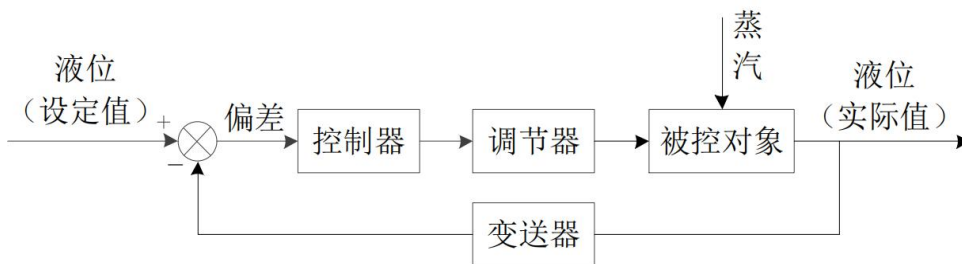 液位
（设定值）
+
−
偏差
控制器
调节器
蒸
汽
被控对象
液位
（实际值）
变送器